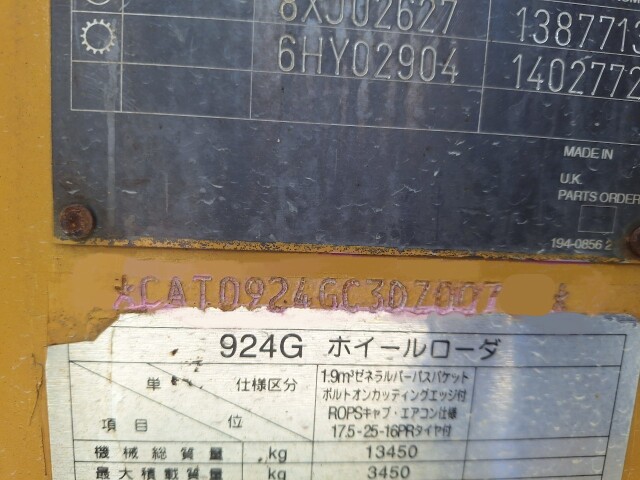 8XJ02627 1387713
6HY02904 1402772
MADE IN
U.K.
PARTS ORDER
194-0856 2
*CAT0924GC3DZ007 *
924G ホイールローダ
単 仕様区分 1.9m³ゼネラルパーパスバケット
ボルトオンカッティングエッジ付
項目 位 ROPSキャブ・エアコン仕様
17.5-25-16PRタイヤ付
機械総質量 kg 13450
最大積載質量 kg 3450